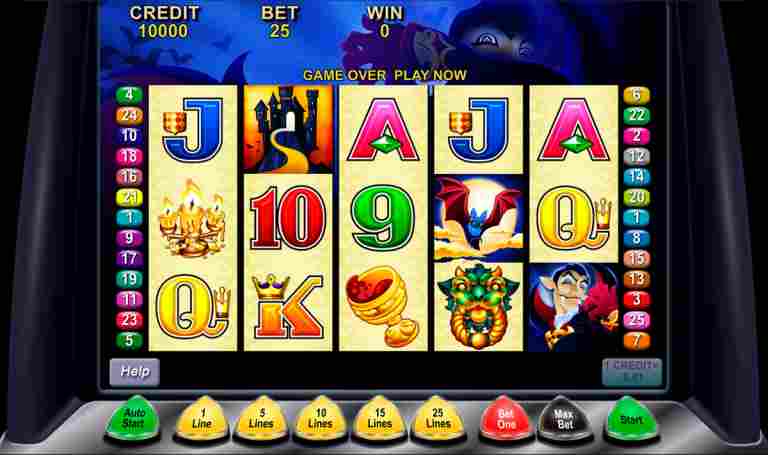 CREDIT BET WIN
10000 25 0
GAME OVER PLAY NOW
4 6
24 22
10 2
18 12
16 14
21 20
1 1
9 8
17 15
19 13
11 3
23 25
5 7
J A J A
10 9 Q
Q K
Help
1 CREDIT=
Auto Start
1 Line
5 Lines
10 Lines
15 Lines
25 Lines
Bet One
Max Bet
Start